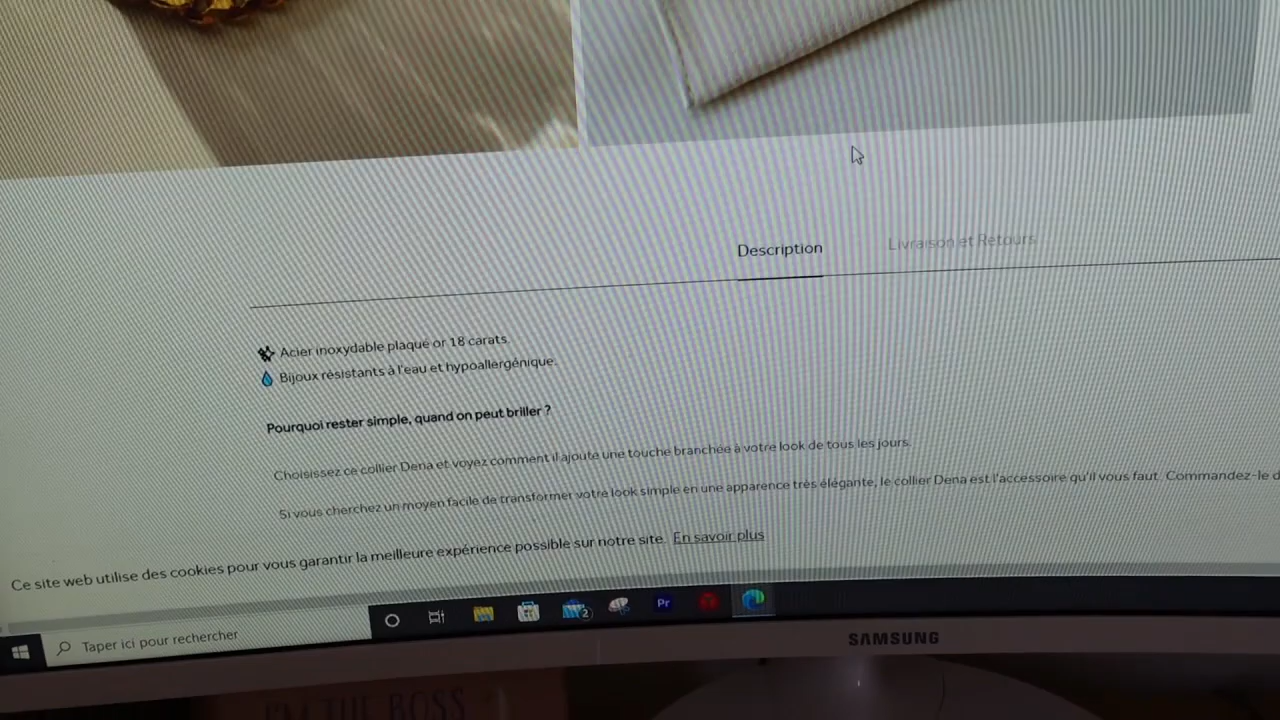 Description
Livraison et Retours
Acier inoxydable plaqué or 18 carats.
Bijoux résistants à l'eau et hypoallergénique.
Pourquoi rester simple, quand on peut briller ?
Choisissez ce collier Dena et voyez comment il ajoute une touche branchée à votre look de tous les jours.
Si vous cherchez un moyen facile de transformer votre look simple en une apparence très élégante, le collier Dena est l'accessoire qu'il vous faut. Commandez-le d
Ce site web utilise des cookies pour vous garantir la meilleure expérience possible sur notre site. En savoir plus
Taper ici pour rechercher
2
Pr
SAMSUNG
I'M THE BOSS